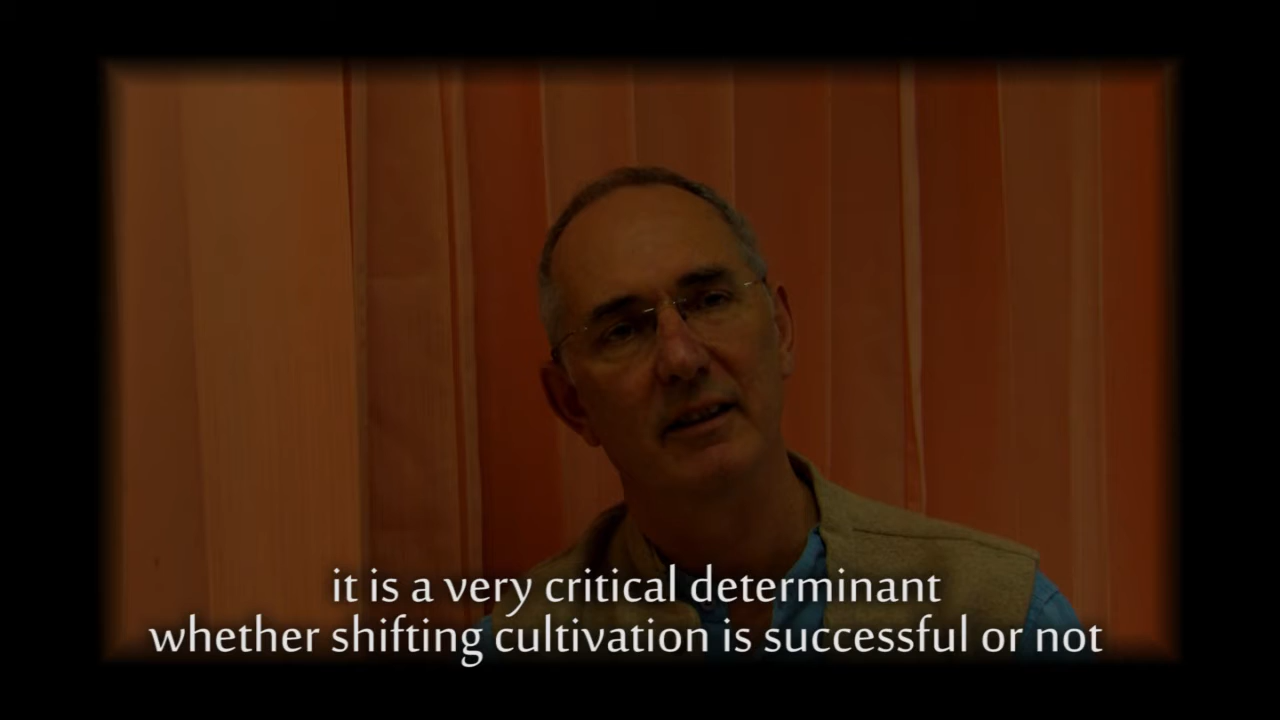 it is a very critical determinant
whether shifting cultivation is successful or not